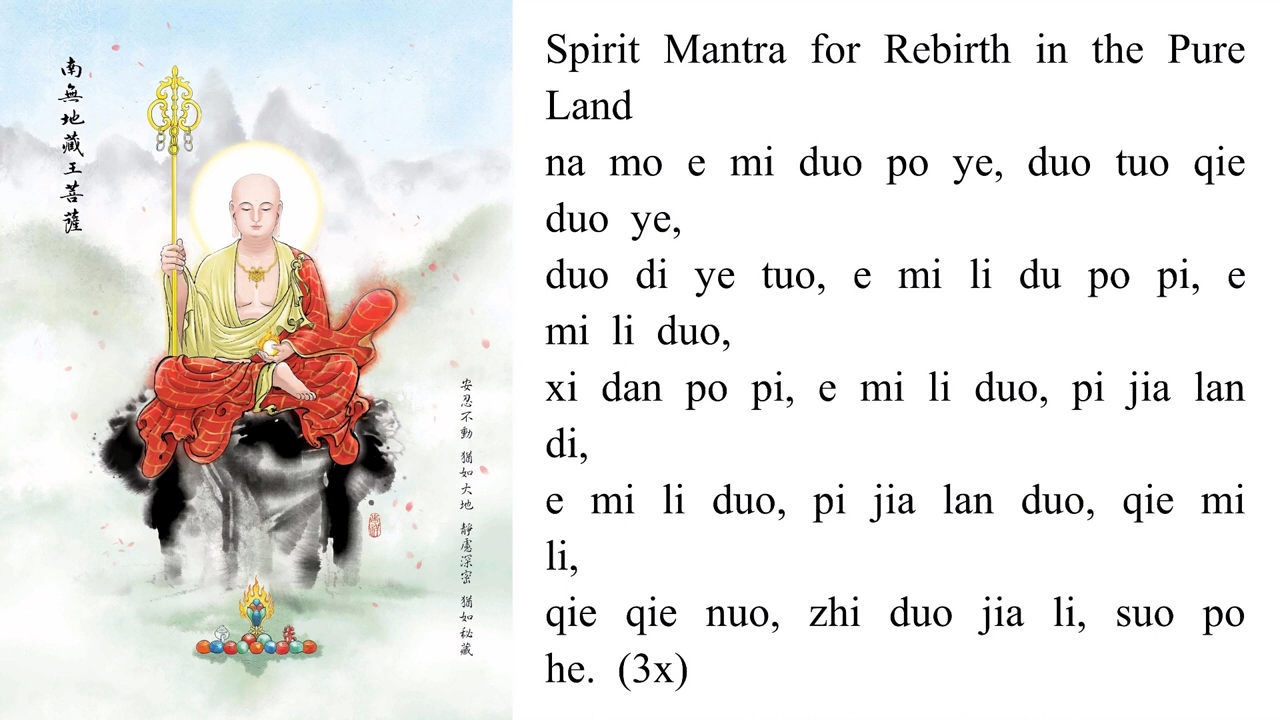 南無地藏王菩薩
安忍不動 猶如大地 靜慮深密 猶如秘藏
Spirit Mantra for Rebirth in the Pure
Land
na mo e mi duo po ye, duo tuo qie
duo ye,
duo di ye tuo, e mi li du po pi, e
mi li duo,
xi dan po pi, e mi li duo, pi jia lan
di,
e mi li duo, pi jia lan duo, qie mi
li,
qie qie nuo, zhi duo jia li, suo po
he. (3x)